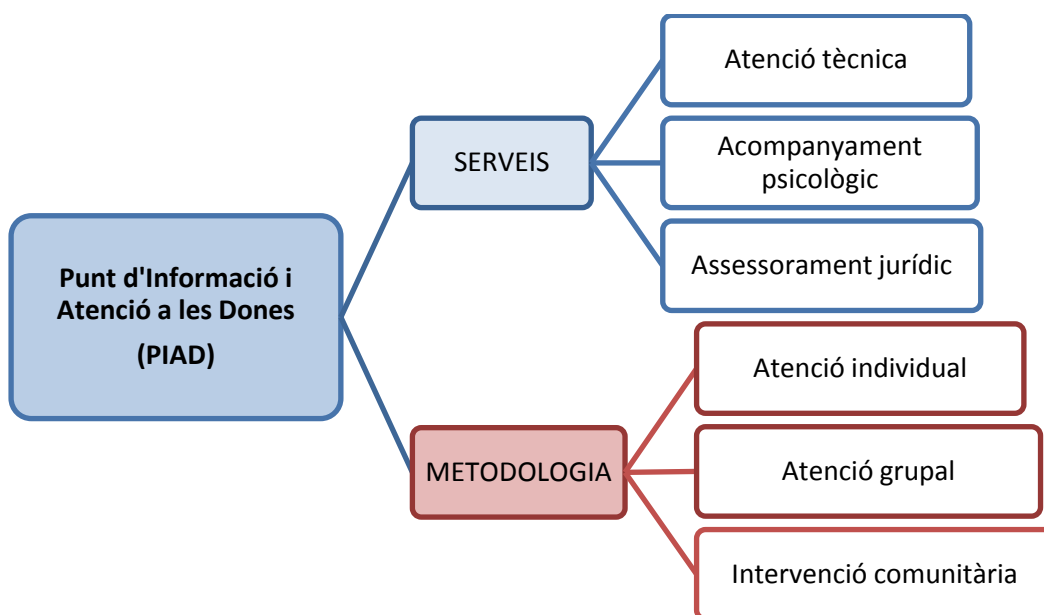 Punt d'Informació i
Atenció a les Dones
(PIAD)
SERVEIS
Atenció tècnica
Acompanyament
psicològic
Assessorament jurídic
METODOLOGIA
Atenció individual
Atenció grupal
Intervenció comunitària